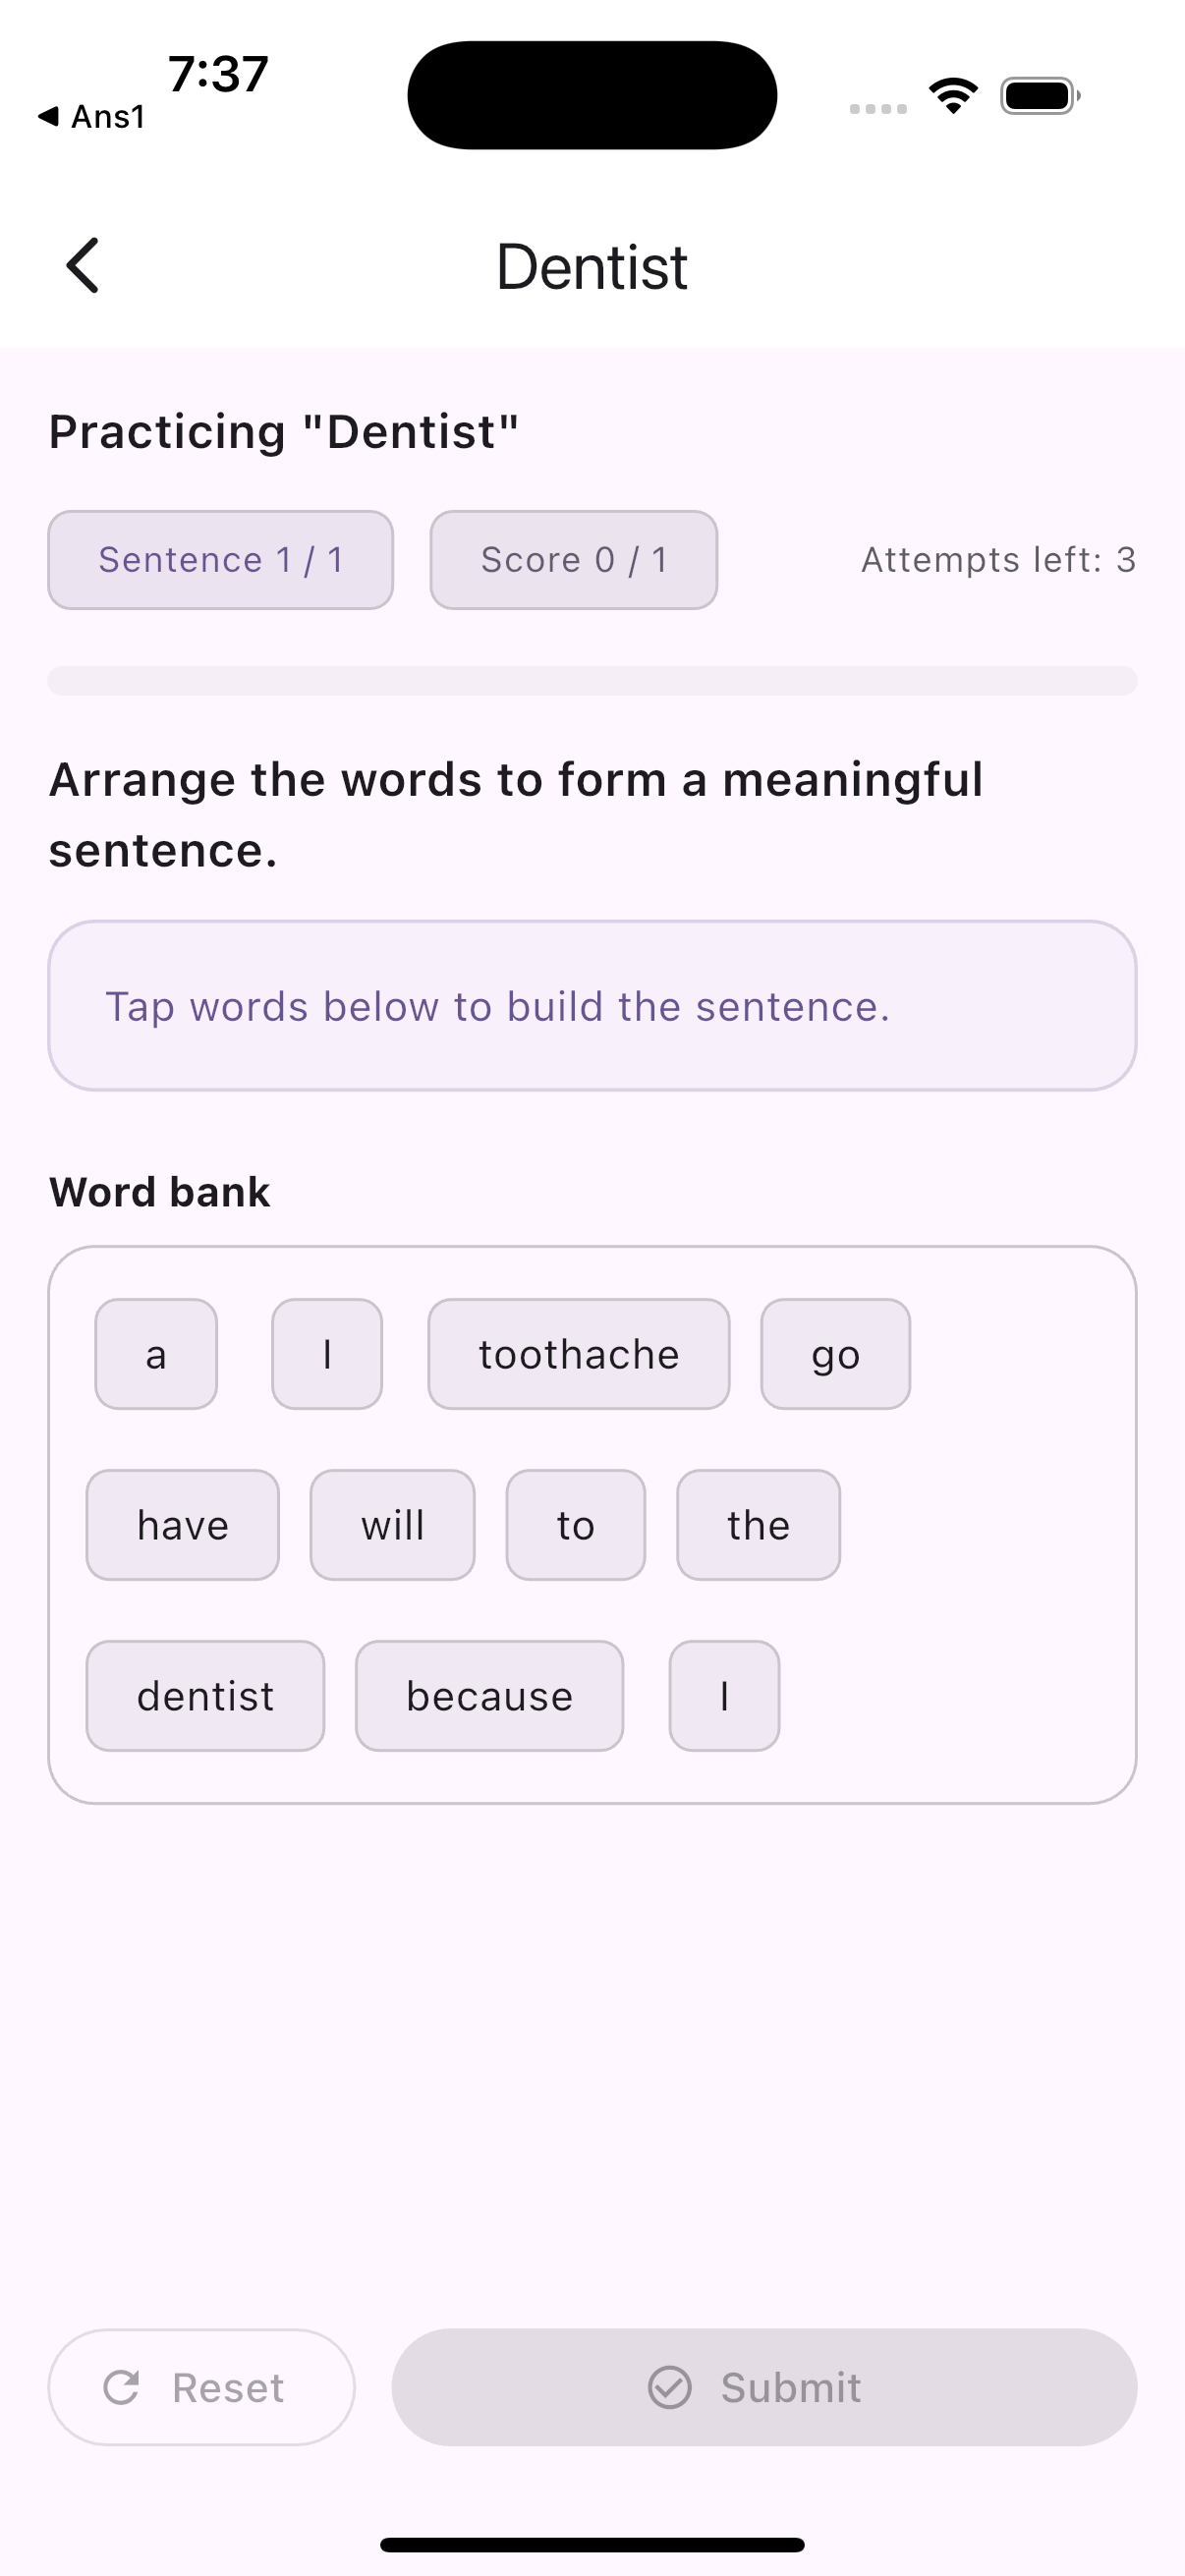 7:37
◀ Ans1
Dentist
Practicing "Dentist"
Sentence 1 / 1
Score 0 / 1
Attempts left: 3
Arrange the words to form a meaningful
sentence.
Tap words below to build the sentence.
Word bank
a I toothache go
have will to the
dentist because I
Reset
Submit